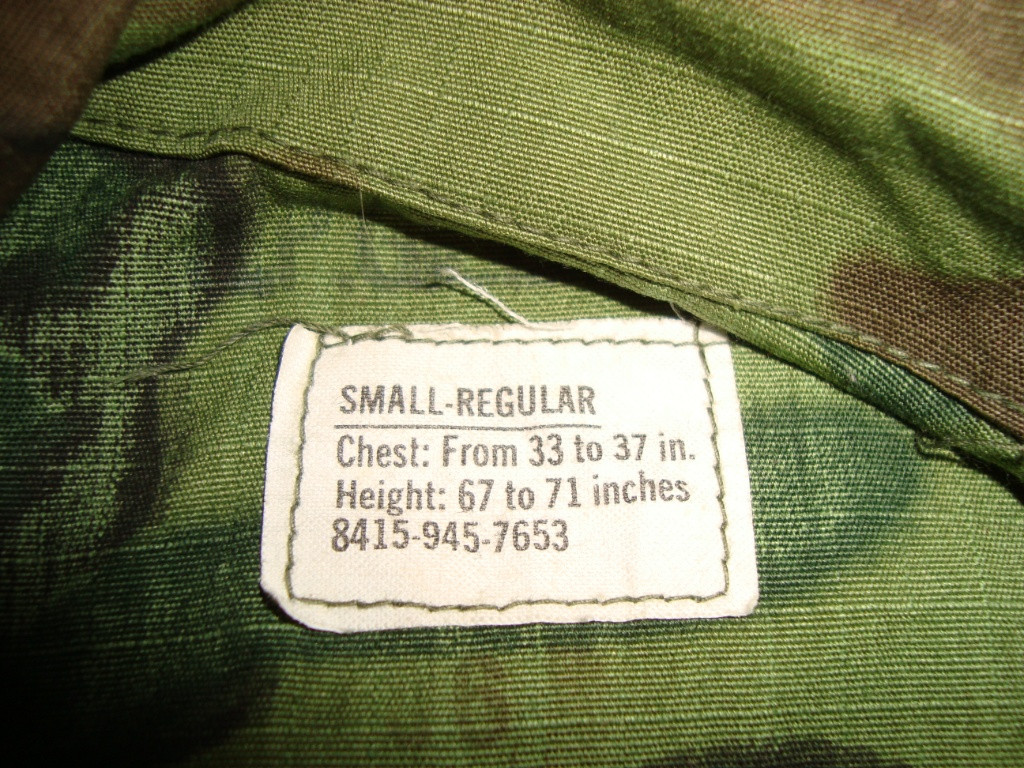 SMALL-REGULAR
Chest: From 33 to 37 in.
Height: 67 to 71 inches
8415-945-7653